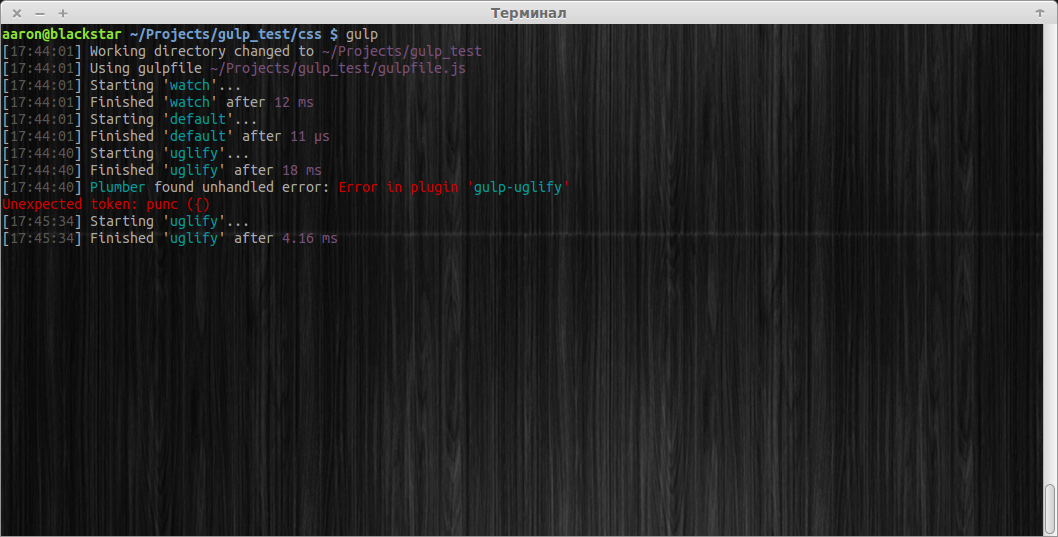 Терминал
aaron@blackstar ~/Projects/gulp_test/css $ gulp
[17:44:01] Working directory changed to ~/Projects/gulp_test
[17:44:01] Using gulpfile ~/Projects/gulp_test/gulpfile.js
[17:44:01] Starting 'watch'...
[17:44:01] Finished 'watch' after 12 ms
[17:44:01] Starting 'default'...
[17:44:01] Finished 'default' after 11 μs
[17:44:40] Starting 'uglify'...
[17:44:40] Finished 'uglify' after 18 ms
[17:44:40] Plumber found unhandled error: Error in plugin 'gulp-uglify'
Unexpected token: punc ({)
[17:45:34] Starting 'uglify'...
[17:45:34] Finished 'uglify' after 4.16 ms